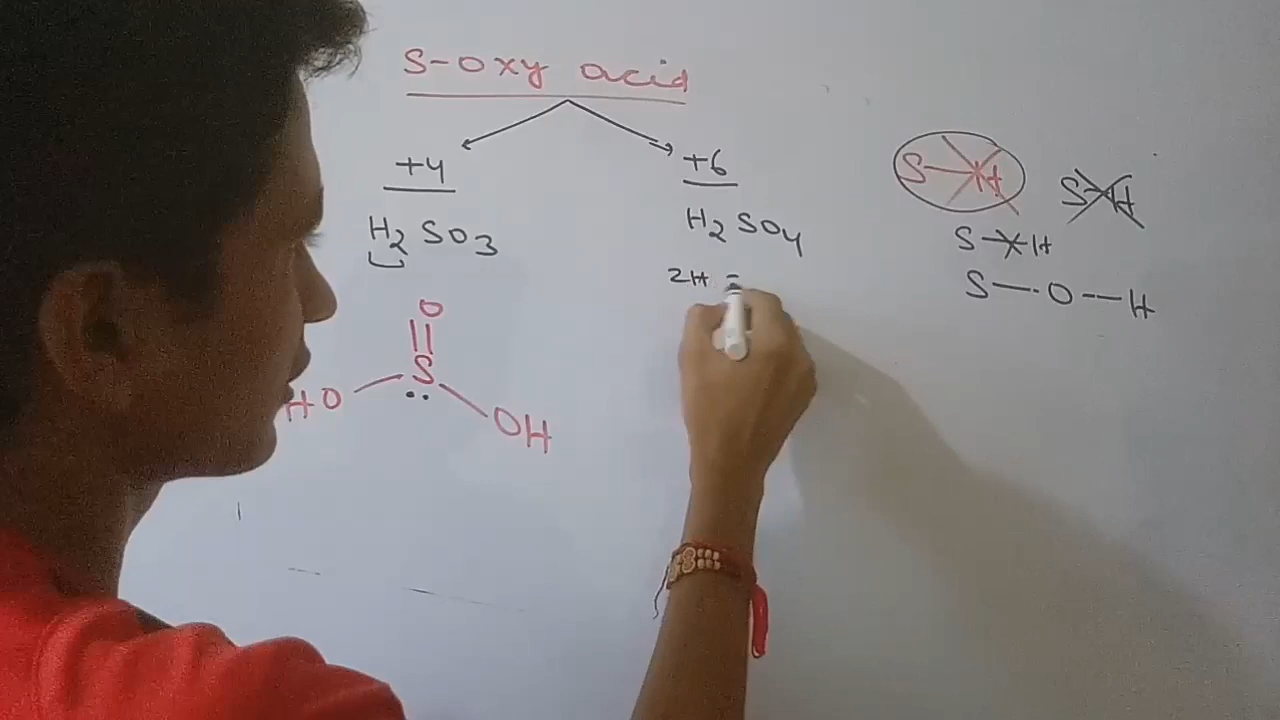 S-Oxy acid
+4
+6
H2SO3
H2SO4
2H
O
S
HO
OH
S-H
S-H
S-H
S-O-H